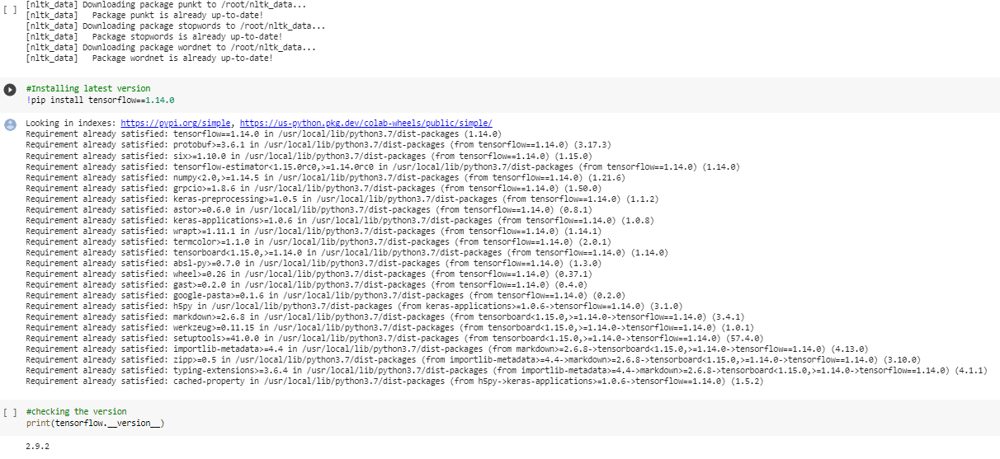 [nltk_data] Downloading package punkt to /root/nltk_data...
[ ] [nltk_data]   Package punkt is already up-to-date!
[nltk_data] Downloading package stopwords to /root/nltk_data...
[nltk_data]   Package stopwords is already up-to-date!
[nltk_data] Downloading package wordnet to /root/nltk_data...
[nltk_data]   Package wordnet is already up-to-date!
#Installing latest version
!pip install tensorflow==1.14.0
Looking in indexes: https://pypi.org/simple, https://us-python.pkg.dev/colab-wheels/public/simple/
Requirement already satisfied: tensorflow==1.14.0 in /usr/local/lib/python3.7/dist-packages (1.14.0)
Requirement already satisfied: protobuf>=3.6.1 in /usr/local/lib/python3.7/dist-packages (from tensorflow==1.14.0) (3.17.3)
Requirement already satisfied: six>=1.10.0 in /usr/local/lib/python3.7/dist-packages (from tensorflow==1.14.0) (1.15.0)
Requirement already satisfied: tensorflow-estimator<1.15.0rc0,>=1.14.0rc0 in /usr/local/lib/python3.7/dist-packages (from tensorflow==1.14.0) (1.14.0)
Requirement already satisfied: numpy<2.0,>=1.14.5 in /usr/local/lib/python3.7/dist-packages (from tensorflow==1.14.0) (1.21.6)
Requirement already satisfied: grpcio>=1.8.6 in /usr/local/lib/python3.7/dist-packages (from tensorflow==1.14.0) (1.50.0)
Requirement already satisfied: keras-preprocessing>=1.0.5 in /usr/local/lib/python3.7/dist-packages (from tensorflow==1.14.0) (1.1.2)
Requirement already satisfied: astor>=0.6.0 in /usr/local/lib/python3.7/dist-packages (from tensorflow==1.14.0) (0.8.1)
Requirement already satisfied: keras-applications>=1.0.6 in /usr/local/lib/python3.7/dist-packages (from tensorflow==1.14.0) (1.0.8)
Requirement already satisfied: wrapt>=1.11.1 in /usr/local/lib/python3.7/dist-packages (from tensorflow==1.14.0) (1.14.1)
Requirement already satisfied: termcolor>=1.1.0 in /usr/local/lib/python3.7/dist-packages (from tensorflow==1.14.0) (2.0.1)
Requirement already satisfied: tensorboard<1.15.0,>=1.14.0 in /usr/local/lib/python3.7/dist-packages (from tensorflow==1.14.0) (1.14.0)
Requirement already satisfied: absl-py>=0.7.0 in /usr/local/lib/python3.7/dist-packages (from tensorflow==1.14.0) (1.3.0)
Requirement already satisfied: wheel>=0.26 in /usr/local/lib/python3.7/dist-packages (from tensorflow==1.14.0) (0.37.1)
Requirement already satisfied: gast>=0.2.0 in /usr/local/lib/python3.7/dist-packages (from tensorflow==1.14.0) (0.4.0)
Requirement already satisfied: google-pasta>=0.1.6 in /usr/local/lib/python3.7/dist-packages (from tensorflow==1.14.0) (0.2.0)
Requirement already satisfied: h5py in /usr/local/lib/python3.7/dist-packages (from keras-applications>=1.0.6->tensorflow==1.14.0) (3.1.0)
Requirement already satisfied: markdown>=2.6.8 in /usr/local/lib/python3.7/dist-packages (from tensorboard<1.15.0,>=1.14.0->tensorflow==1.14.0) (3.4.1)
Requirement already satisfied: werkzeug>=0.11.15 in /usr/local/lib/python3.7/dist-packages (from tensorboard<1.15.0,>=1.14.0->tensorflow==1.14.0) (1.0.1)
Requirement already satisfied: setuptools>=41.0.0 in /usr/local/lib/python3.7/dist-packages (from tensorboard<1.15.0,>=1.14.0->tensorflow==1.14.0) (57.4.0)
Requirement already satisfied: importlib-metadata>=4.4 in /usr/local/lib/python3.7/dist-packages (from markdown>=2.6.8->tensorboard<1.15.0,>=1.14.0->tensorflow==1.14.0) (4.13.0)
Requirement already satisfied: zipp>=0.5 in /usr/local/lib/python3.7/dist-packages (from importlib-metadata>=4.4->markdown>=2.6.8->tensorboard<1.15.0,>=1.14.0->tensorflow==1.14.0) (3.10.0)
Requirement already satisfied: typing-extensions>=3.6.4 in /usr/local/lib/python3.7/dist-packages (from importlib-metadata>=4.4->markdown>=2.6.8->tensorboard<1.15.0,>=1.14.0->tensorflow==1.14.0) (4.1.1)
Requirement already satisfied: cached-property in /usr/local/lib/python3.7/dist-packages (from h5py->keras-applications>=1.0.6->tensorflow==1.14.0) (1.5.2)
[ ] #checking the version
print(tensorflow.__version__)
2.9.2